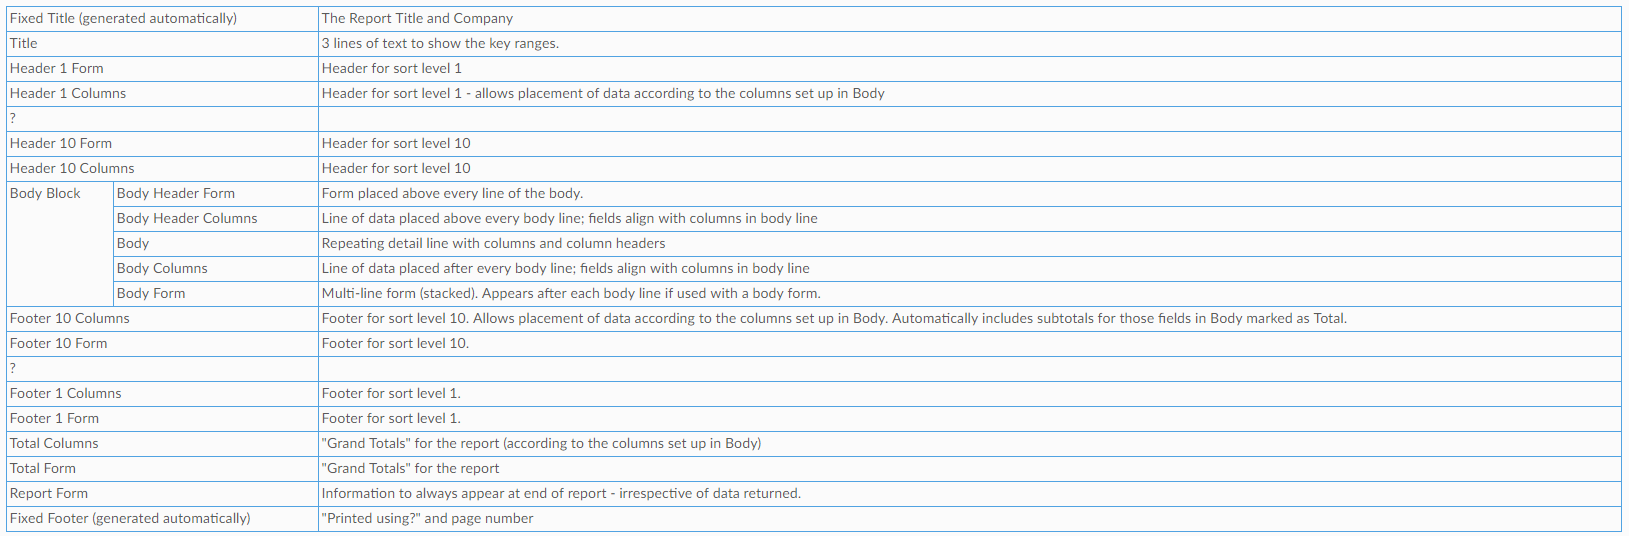 Fixed Title (generated automatically) The Report Title and Company
Title 3 lines of text to show the key ranges.
Header 1 Form Header for sort level 1
Header 1 Columns Header for sort level 1 - allows placement of data according to the columns set up in Body
?
Header 10 Form Header for sort level 10
Header 10 Columns Header for sort level 10
Body Block Body Header Form Form placed above every line of the body.
Body Header Columns Line of data placed above every body line; fields align with columns in body line
Body Repeating detail line with columns and column headers
Body Columns Line of data placed after every body line; fields align with columns in body line
Body Form Multi-line form (stacked). Appears after each body line if used with a body form.
Footer 10 Columns Footer for sort level 10. Allows placement of data according to the columns set up in Body. Automatically includes subtotals for those fields in Body marked as Total.
Footer 10 Form Footer for sort level 10.
?
Footer 1 Columns Footer for sort level 1.
Footer 1 Form Footer for sort level 1.
Total Columns "Grand Totals" for the report (according to the columns set up in Body)
Total Form "Grand Totals" for the report
Report Form Information to always appear at end of report - irrespective of data returned.
Fixed Footer (generated automatically) "Printed using?" and page number